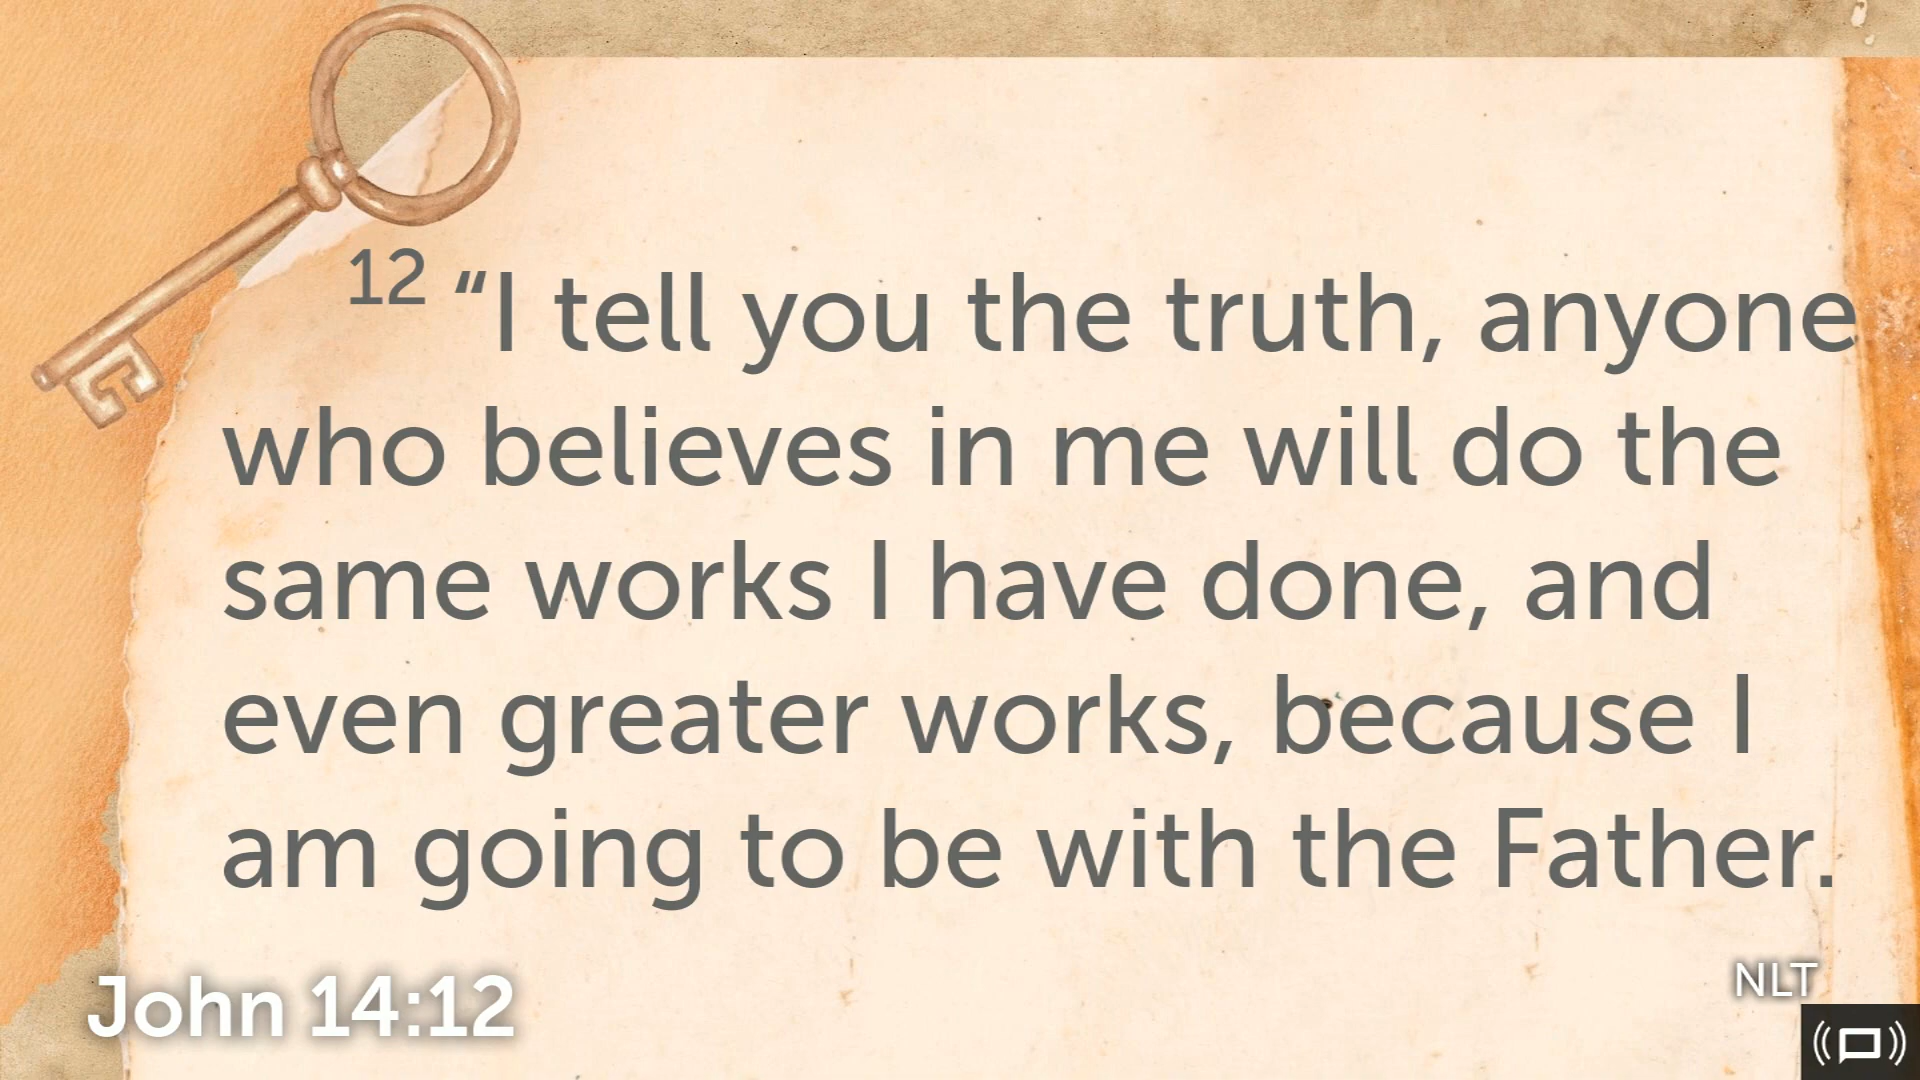 12 “I tell you the truth, anyone
who believes in me will do the
same works I have done, and
even greater works, because I
am going to be with the Father.
John 14:12
NLT